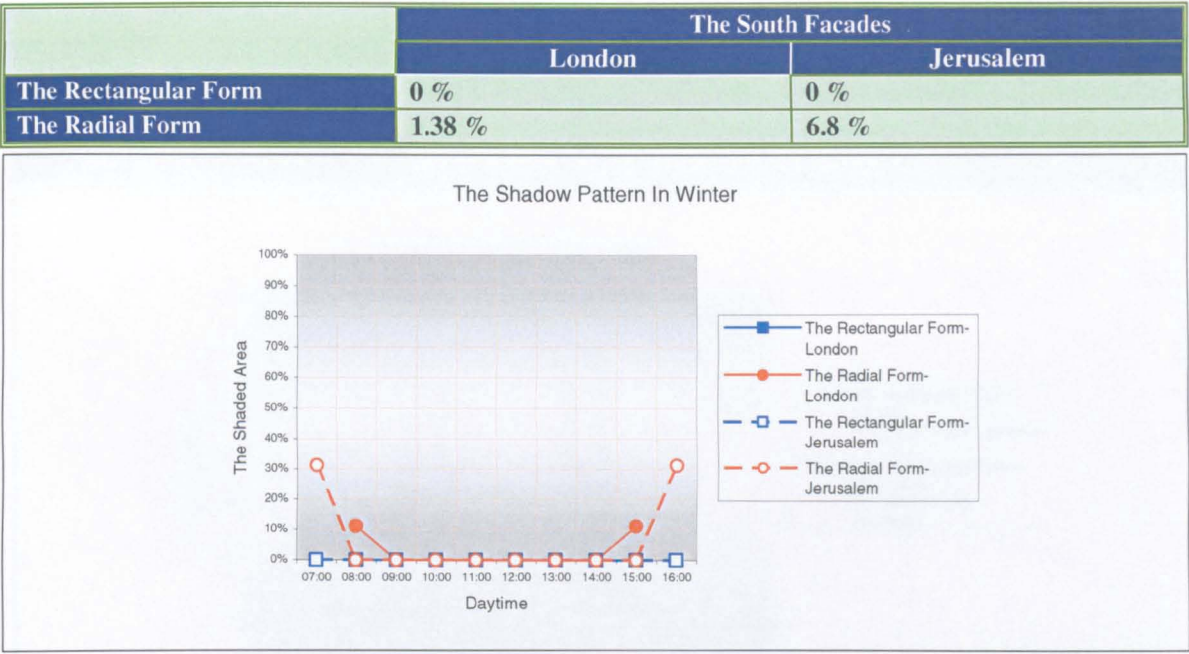 The South Facades
London Jerusalem
The Rectangular Form 0 % 0 %
The Radial Form 1.38 % 6.8 %
The Shadow Pattern In Winter
100%
90%
80%
70%
60%
50%
40%
30%
20%
10%
0%
The Shaded Area
07:00 08:00 09:00 10:00 11:00 12:00 13:00 14:00 15:00 16:00
Daytime
The Rectangular Form-
London
The Radial Form-
London
The Rectangular Form-
Jerusalem
The Radial Form-
Jerusalem